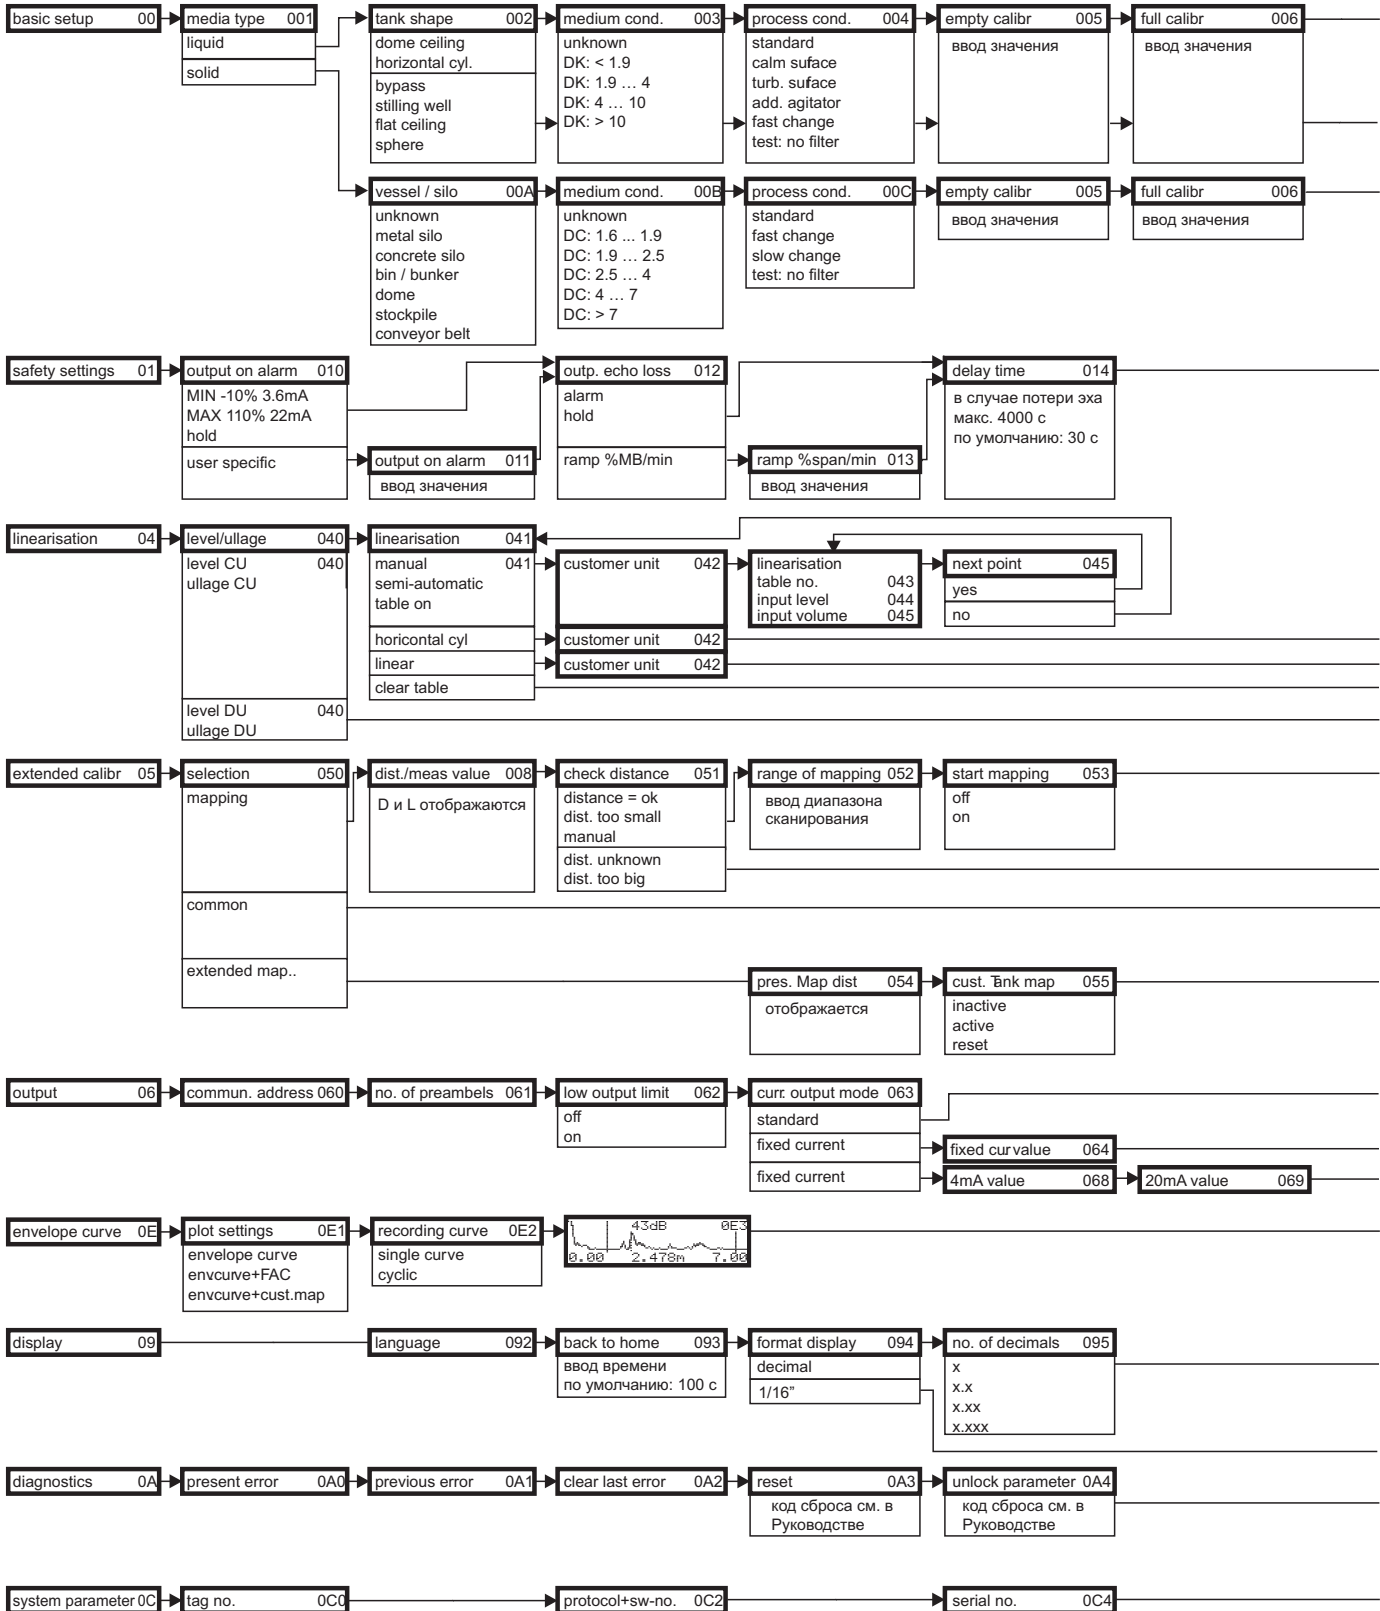 basic setup 00
media type 001
liquid
solid
tank shape 002
dome ceiling
horizontal cyl.
bypass
stilling well
flat ceiling
sphere
medium cond. 003
unknown
DK: < 1.9
DK: 1.9 … 4
DK: 4 … 10
DK: > 10
process cond. 004
standard
calm suface
turb. suface
add. agitator
fast change
test: no filter
empty calibr 005
ввод значения
full calibr 006
ввод значения
vessel / silo 00A
unknown
metal silo
concrete silo
bin / bunker
dome
stockpile
conveyor belt
medium cond. 00B
unknown
DC: 1.6 ... 1.9
DC: 1.9 … 2.5
DC: 2.5 … 4
DC: 4 … 7
DC: > 7
process cond. 00C
standard
fast change
slow change
test: no filter
empty calibr 005
ввод значения
full calibr 006
ввод значения
safety settings 01
output on alarm 010
MIN -10% 3.6mA
MAX 110% 22mA
hold
user specific
output on alarm 011
ввод значения
outp. echo loss 012
alarm
hold
ramp %MB/min
ramp %span/min 013
ввод значения
delay time 014
в случае потери эха
макс. 4000 с
по умолчанию: 30 с
linearisation 04
level/ullage 040
level CU 040
ullage CU
level DU 040
ullage DU
linearisation 041
manual 041
semi-automatic
table on
horicontal cyl
linear
clear table
customer unit 042
customer unit 042
customer unit 042
linearisation
table no. 043
input level 044
input volume 045
next point 045
yes
no
extended calibr 05
selection 050
mapping
common
extended map..
dist./meas value 008
D и L отображаются
check distance 051
distance = ok
dist. too small
manual
dist. unknown
dist. too big
range of mapping 052
ввод диапазона
сканирования
start mapping 053
off
on
pres. Map dist 054
отображается
cust. Tank map 055
inactive
active
reset
output 06
commun. address 060
no. of preambels 061
low output limit 062
off
on
curr. output mode 063
standard
fixed current
fixed current
fixed cur value 064
4mA value 068
20mA value 069
envelope curve 0E
plot settings 0E1
envelope curve
env.curve+FAC
env.curve+cust.map
recording curve 0E2
single curve
cyclic
43dB 0E3
0.00 2.478m 7.00
display 09
language 092
back to home 093
ввод времени
по умолчанию: 100 с
format display 094
decimal
1/16”
no. of decimals 095
x
x.x
x.xx
x.xxx
diagnostics 0A
present error 0A0
previous error 0A1
clear last error 0A2
reset 0A3
код сброса см. в
Руководстве
unlock parameter 0A4
код сброса см. в
Руководстве
system parameter 0C
tag no. 0C0
protocol+sw-no. 0C2
serial no. 0C4